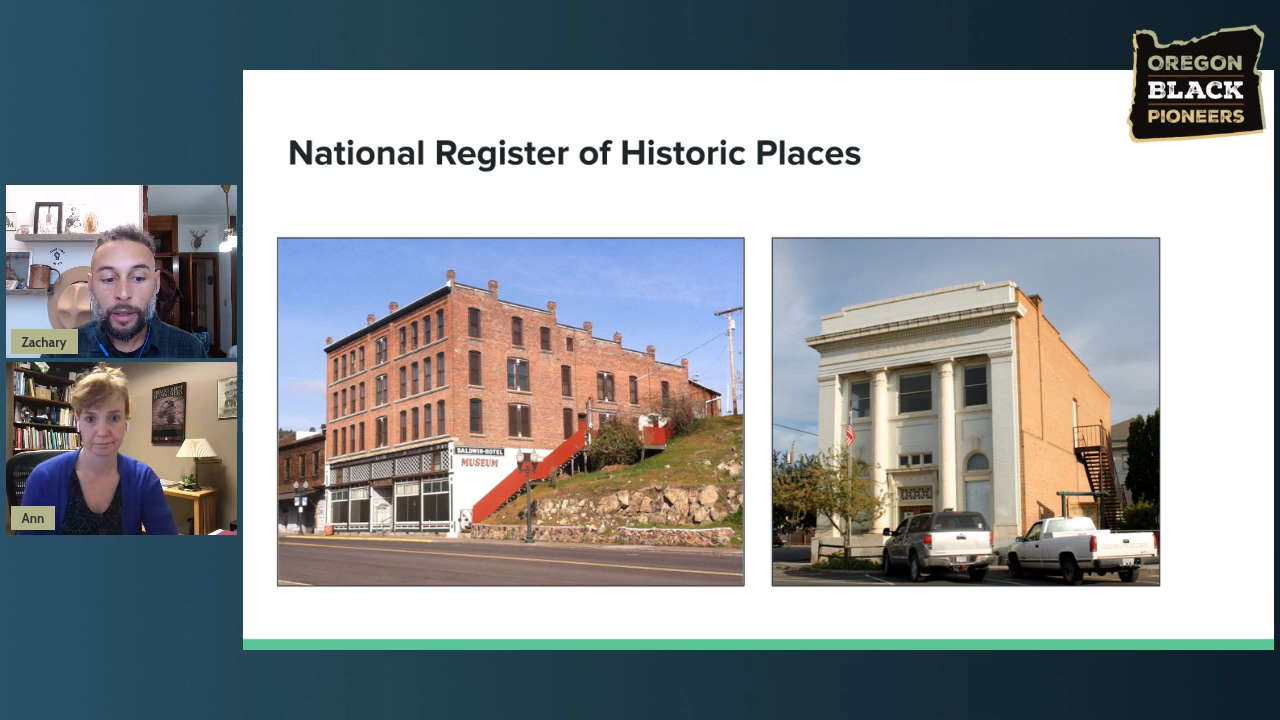 OREGON
BLACK
PIONEERS
National Register of Historic Places
Zachary
Ann
BALDWIN-HOTEL
MUSEUM